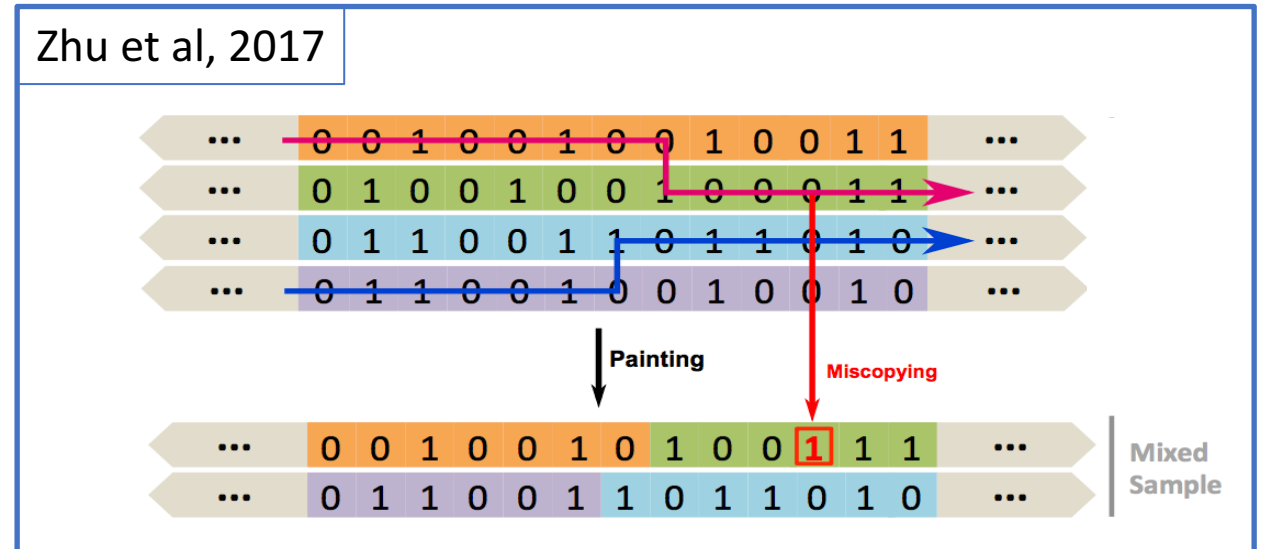 Zhu et al, 2017
... 0 0 1 0 0 1 0 0 1 0 0 1 1 ...
... 0 1 0 0 1 0 0 1 0 0 0 1 1 ...
... 0 1 1 0 0 1 1 0 1 1 0 1 0 ...
... 0 1 1 0 0 1 0 0 1 0 0 1 0 ...
Painting
Miscopying
... 0 0 1 0 0 1 0 1 0 0 1 1 1 ...
... 0 1 1 0 0 1 1 0 1 1 0 1 0 ...
Mixed
Sample